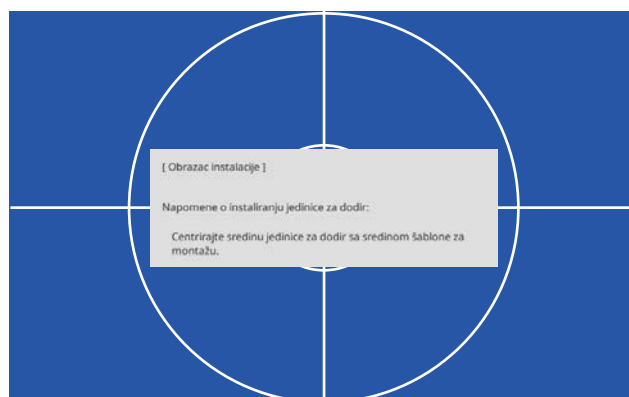 [ Obrazac instalacije ]
Napomene o instaliranju jedinice za dodir:
Centrirajte sredinu jedinice za dodir sa sredinom šablone za
montažu.